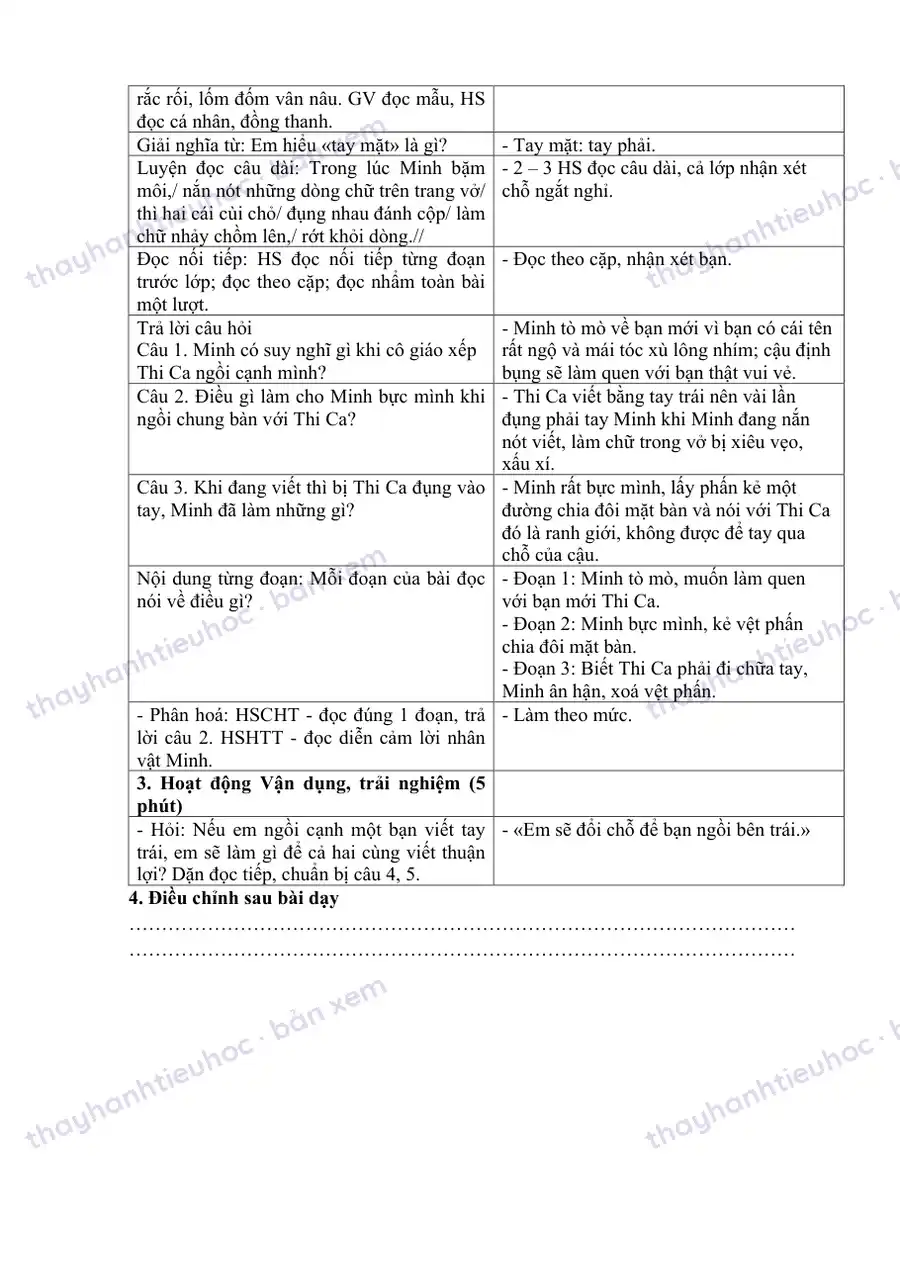 rắc rối, lốm đốm vân nâu. GV đọc mẫu, HS
đọc cá nhân, đồng thanh.
Giải nghĩa từ: Em hiểu «tay mặt» là gì?
- Tay mặt: tay phải.
Luyện đọc câu dài: Trong lúc Minh bặm
môi,/ nắn nót những dòng chữ trên trang vở/
thì hai cái cùi chỏ/ đụng nhau đánh cộp/ làm
chữ nhảy chồm lên,/ rớt khỏi dòng.//
- 2 – 3 HS đọc câu dài, cả lớp nhận xét
chỗ ngắt nghỉ.
Đọc nối tiếp: HS đọc nối tiếp từng đoạn
trước lớp; đọc theo cặp; đọc nhẩm toàn bài
một lượt.
- Đọc theo cặp, nhận xét bạn.
Trả lời câu hỏi
Câu 1. Minh có suy nghĩ gì khi cô giáo xếp
Thi Ca ngồi cạnh mình?
- Minh tò mò về bạn mới vì bạn có cái tên
rất ngộ và mái tóc xù lông nhím; cậu định
bụng sẽ làm quen với bạn thật vui vẻ.
Câu 2. Điều gì làm cho Minh bực mình khi
ngồi chung bàn với Thi Ca?
- Thi Ca viết bằng tay trái nên vài lần
đụng phải tay Minh khi Minh đang nắn
nót viết, làm chữ trong vở bị xiêu vẹo,
xấu xí.
Câu 3. Khi đang viết thì bị Thi Ca đụng vào
tay, Minh đã làm những gì?
- Minh rất bực mình, lấy phấn kẻ một
đường chia đôi mặt bàn và nói với Thi Ca
đó là ranh giới, không được để tay qua
chỗ của cậu.
Nội dung từng đoạn: Mỗi đoạn của bài đọc
nói về điều gì?
- Đoạn 1: Minh tò mò, muốn làm quen
với bạn mới Thi Ca.
- Đoạn 2: Minh bực mình, kẻ vệt phấn
chia đôi mặt bàn.
- Đoạn 3: Biết Thi Ca phải đi chữa tay,
Minh ân hận, xoá vệt phấn.
- Phân hoá: HSCHT - đọc đúng 1 đoạn, trả
lời câu 2. HSHTT - đọc diễn cảm lời nhân
vật Minh.
- Làm theo mức.
3. Hoạt động Vận dụng, trải nghiệm (5
phút)
- Hỏi: Nếu em ngồi cạnh một bạn viết tay
trái, em sẽ làm gì để cả hai cùng viết thuận
lợi? Dặn đọc tiếp, chuẩn bị câu 4, 5.
- «Em sẽ đổi chỗ để bạn ngồi bên trái.»
4. Điều chỉnh sau bài dạy
……………………………………………………………………………………………
……………………………………………………………………………………………
thayhanhtieuhoc · bản xem
thayhanhtieuhoc · b
thayhanhtieuhoc · bản xem
thayhanhtieuhoc · b
thayhanhtieuhoc · bản xem
thayhanhtieuhoc · b